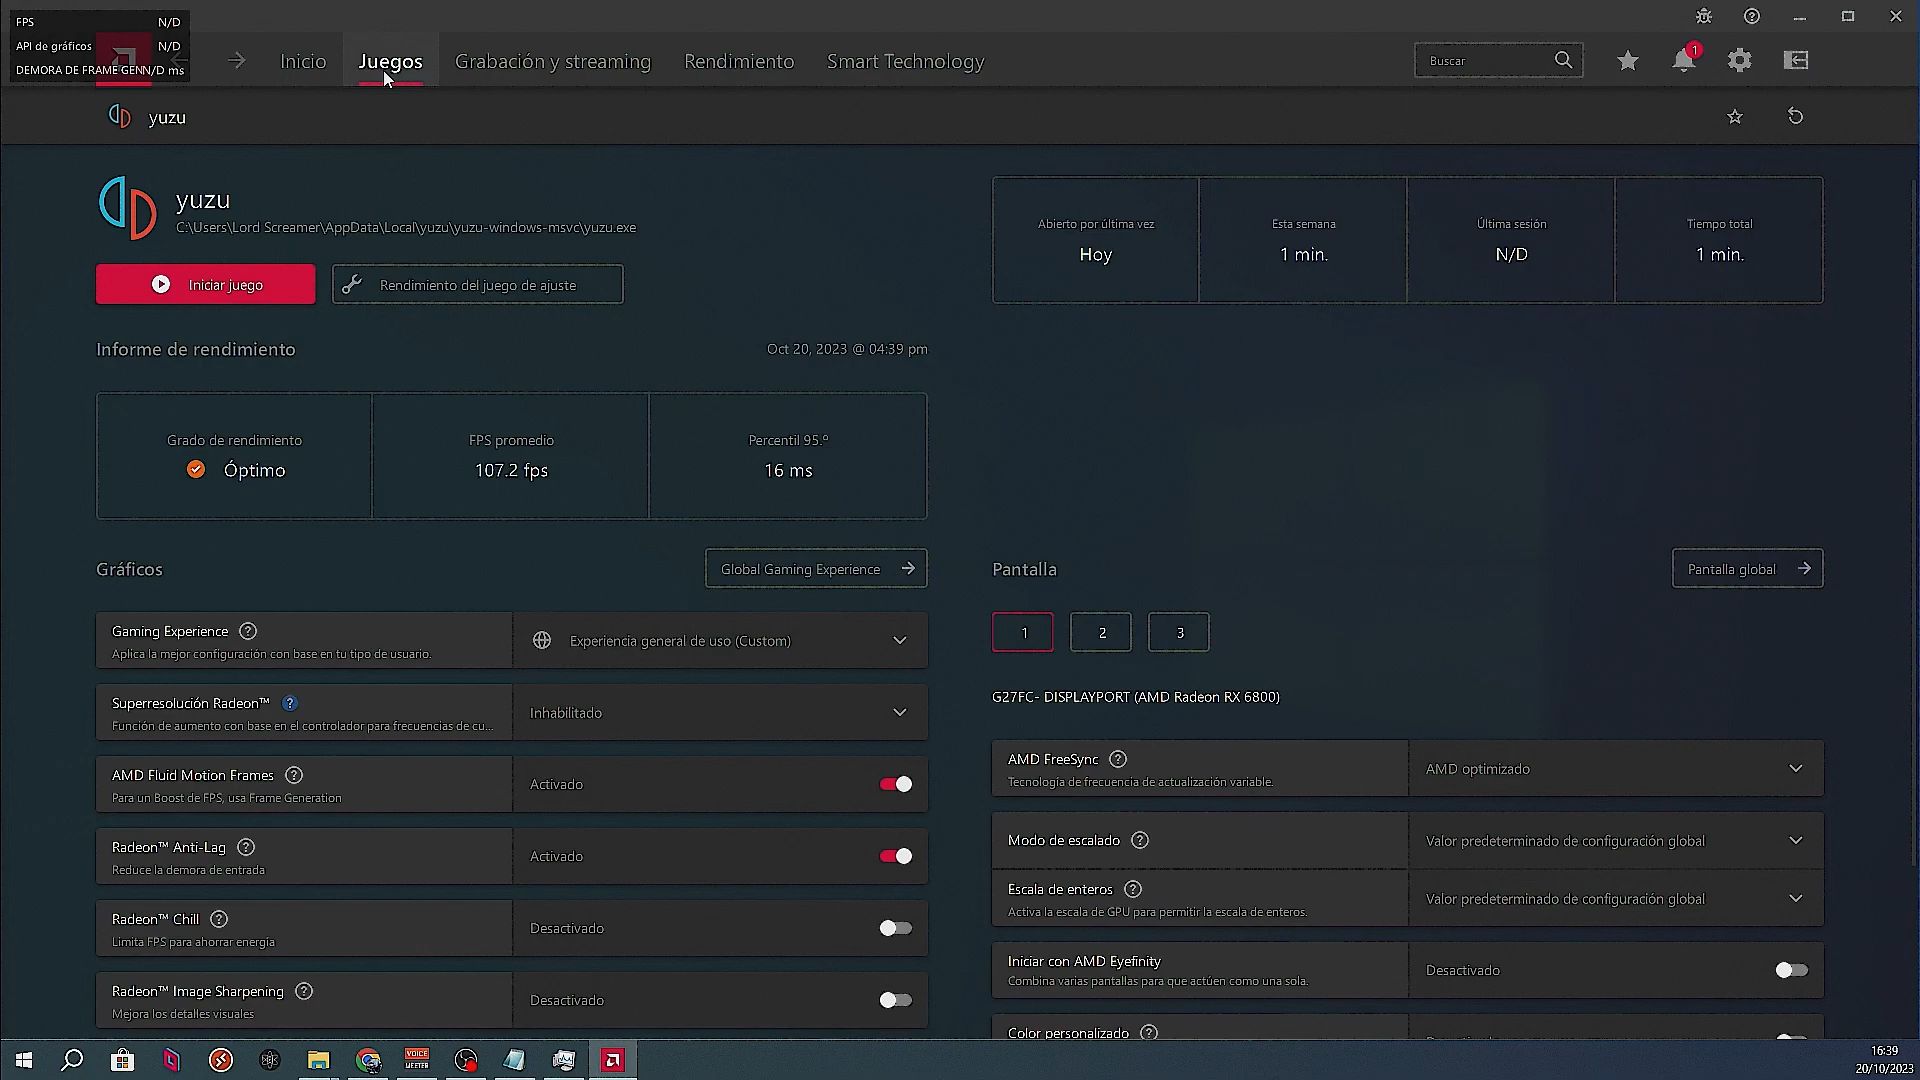 FPS N/D
API de gráficos N/D
DEMORA DE FRAME GENN/D ms
Inicio
Juegos
Grabación y streaming
Rendimiento
Smart Technology
Buscar
1
yuzu
yuzu
C:\Users\Lord Screamer\AppData\Local\yuzu\yuzu-windows-msvc\yuzu.exe
Iniciar juego
Rendimiento del juego de ajuste
Abierto por última vez
Hoy
Esta semana
1 min.
Última sesión
N/D
Tiempo total
1 min.
Informe de rendimiento
Oct 20, 2023 @ 04:39 pm
Grado de rendimiento
Óptimo
FPS promedio
107.2 fps
Percentil 95.º
16 ms
Gráficos
Global Gaming Experience
Gaming Experience
Aplica la mejor configuración con base en tu tipo de usuario.
Experiencia general de uso (Custom)
Superresolución Radeon™
Función de aumento con base en el controlador para frecuencias de cu...
Inhabilitado
AMD Fluid Motion Frames
Para un Boost de FPS, usa Frame Generation
Activado
Radeon™ Anti-Lag
Reduce la demora de entrada
Activado
Radeon™ Chill
Limita FPS para ahorrar energía
Desactivado
Radeon™ Image Sharpening
Mejora los detalles visuales
Desactivado
Pantalla
Pantalla global
1
2
3
G27FC- DISPLAYPORT (AMD Radeon RX 6800)
AMD FreeSync
Tecnología de frecuencia de actualización variable.
AMD optimizado
Modo de escalado
Valor predeterminado de configuración global
Escala de enteros
Activa la escala de GPU para permitir la escala de enteros.
Valor predeterminado de configuración global
Iniciar con AMD Eyefinity
Combina varias pantallas para que actúen como una sola.
Desactivado
Color personalizado
VOICE
MEETER
16:39
20/10/2023